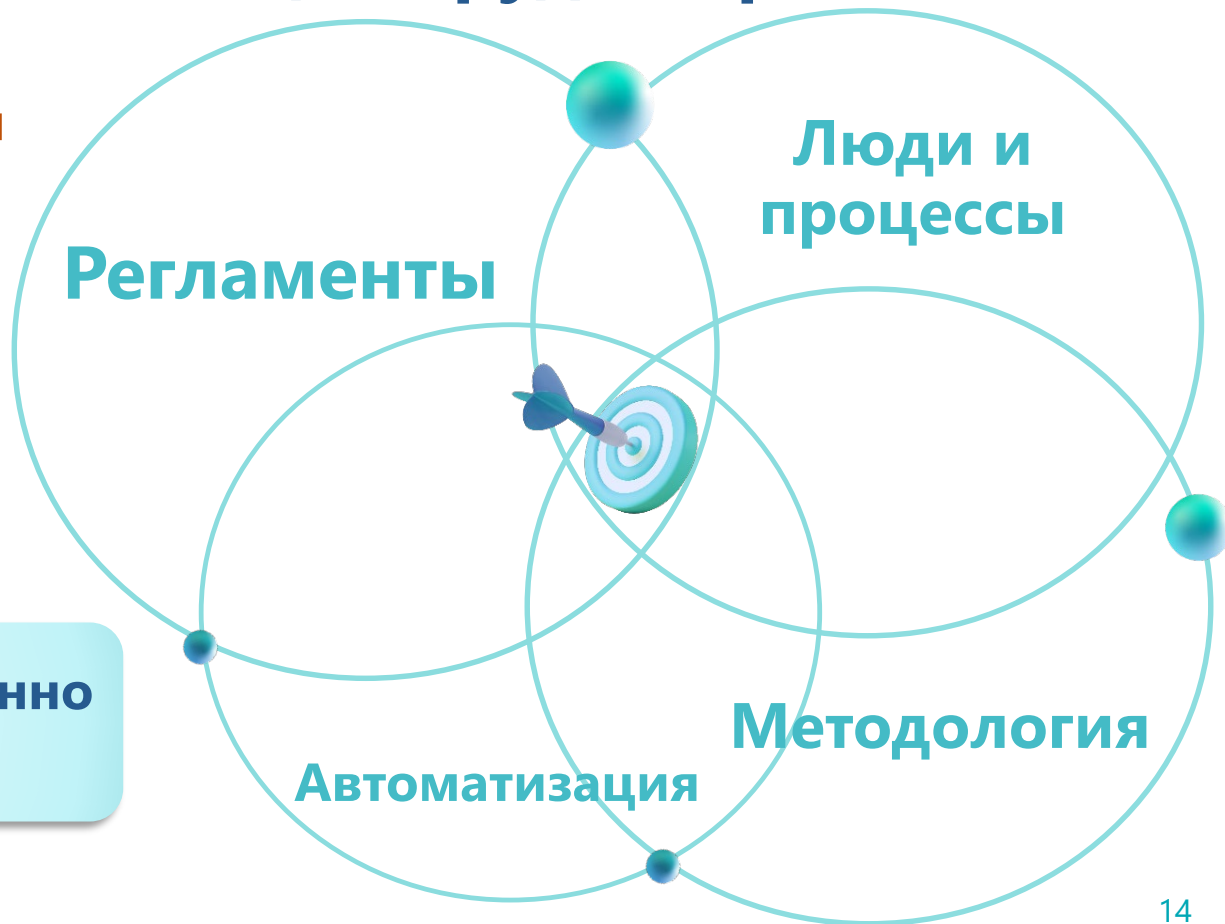 Люди и
процессы
Регламенты
нно
Методология
Автоматизация
14